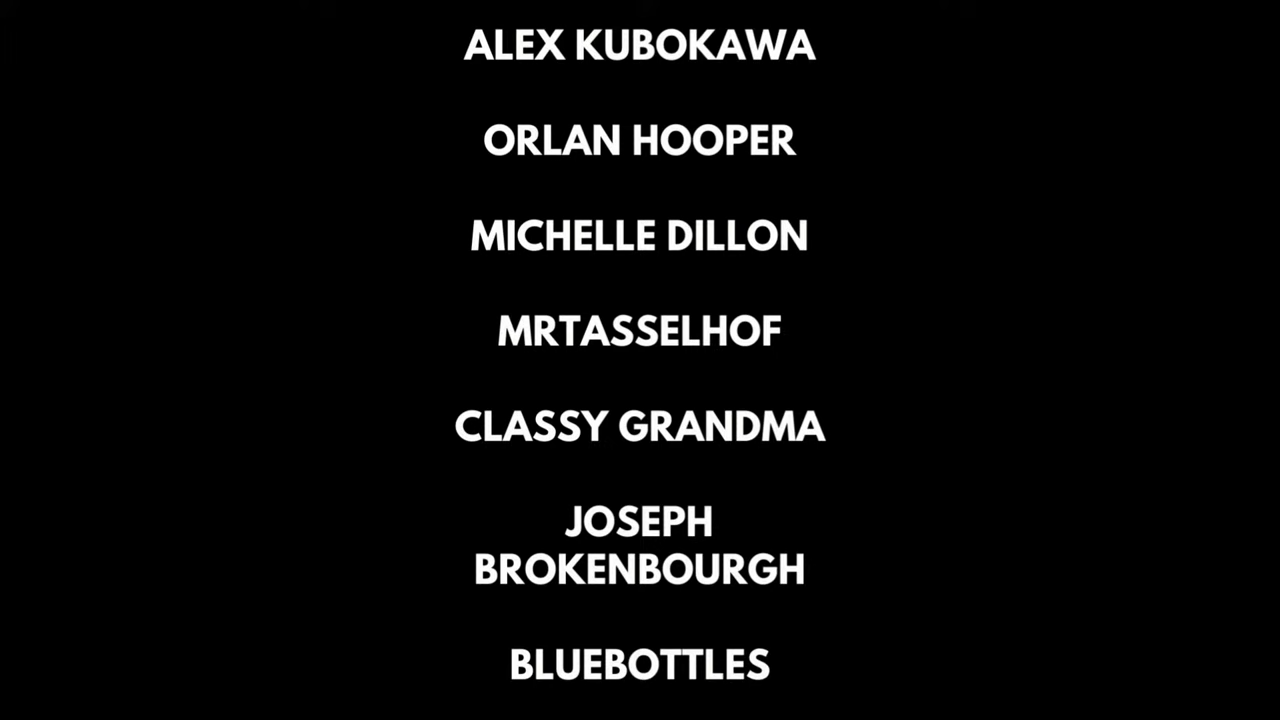 ALEX KUBOKAWA
ORLAN HOOPER
MICHELLE DILLON
MRTASSELHOF
CLASSY GRANDMA
JOSEPH
BROKENBOURGH
BLUEBOTTLES